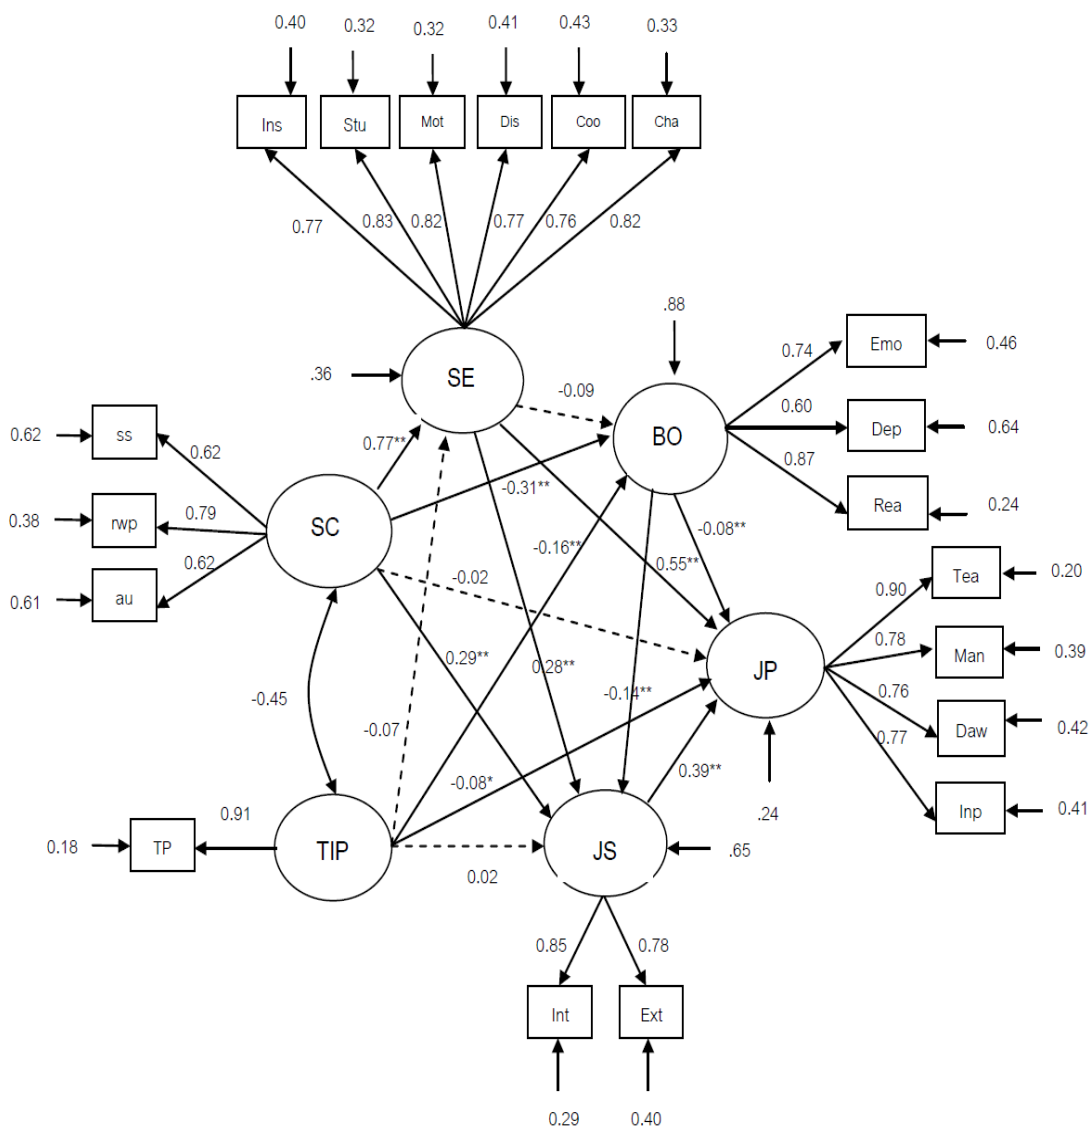 0.40 0.32 0.32 0.41 0.43 0.33
Ins Stu Mot Dis Coo Cha
0.77 0.83 0.82 0.77 0.76 0.82
.88
.36 SE -0.09 BO
0.74 Emo 0.46
0.60 Dep 0.64
0.87 Rea 0.24
0.62 ss 0.62
0.38 rwp 0.79
0.61 au 0.62
SC 0.77** -0.31**
-0.16** -0.08**
-0.02 0.55**
0.90 Tea 0.20
0.78 Man 0.39
0.76 Daw 0.42
0.77 Inp 0.41
JP
0.29** 0.28** -0.14**
-0.45 -0.07 -0.08* 0.39**
.24
0.18 TP 0.91 TIP 0.02 JS .65
0.85 0.78
Int Ext
0.29 0.40